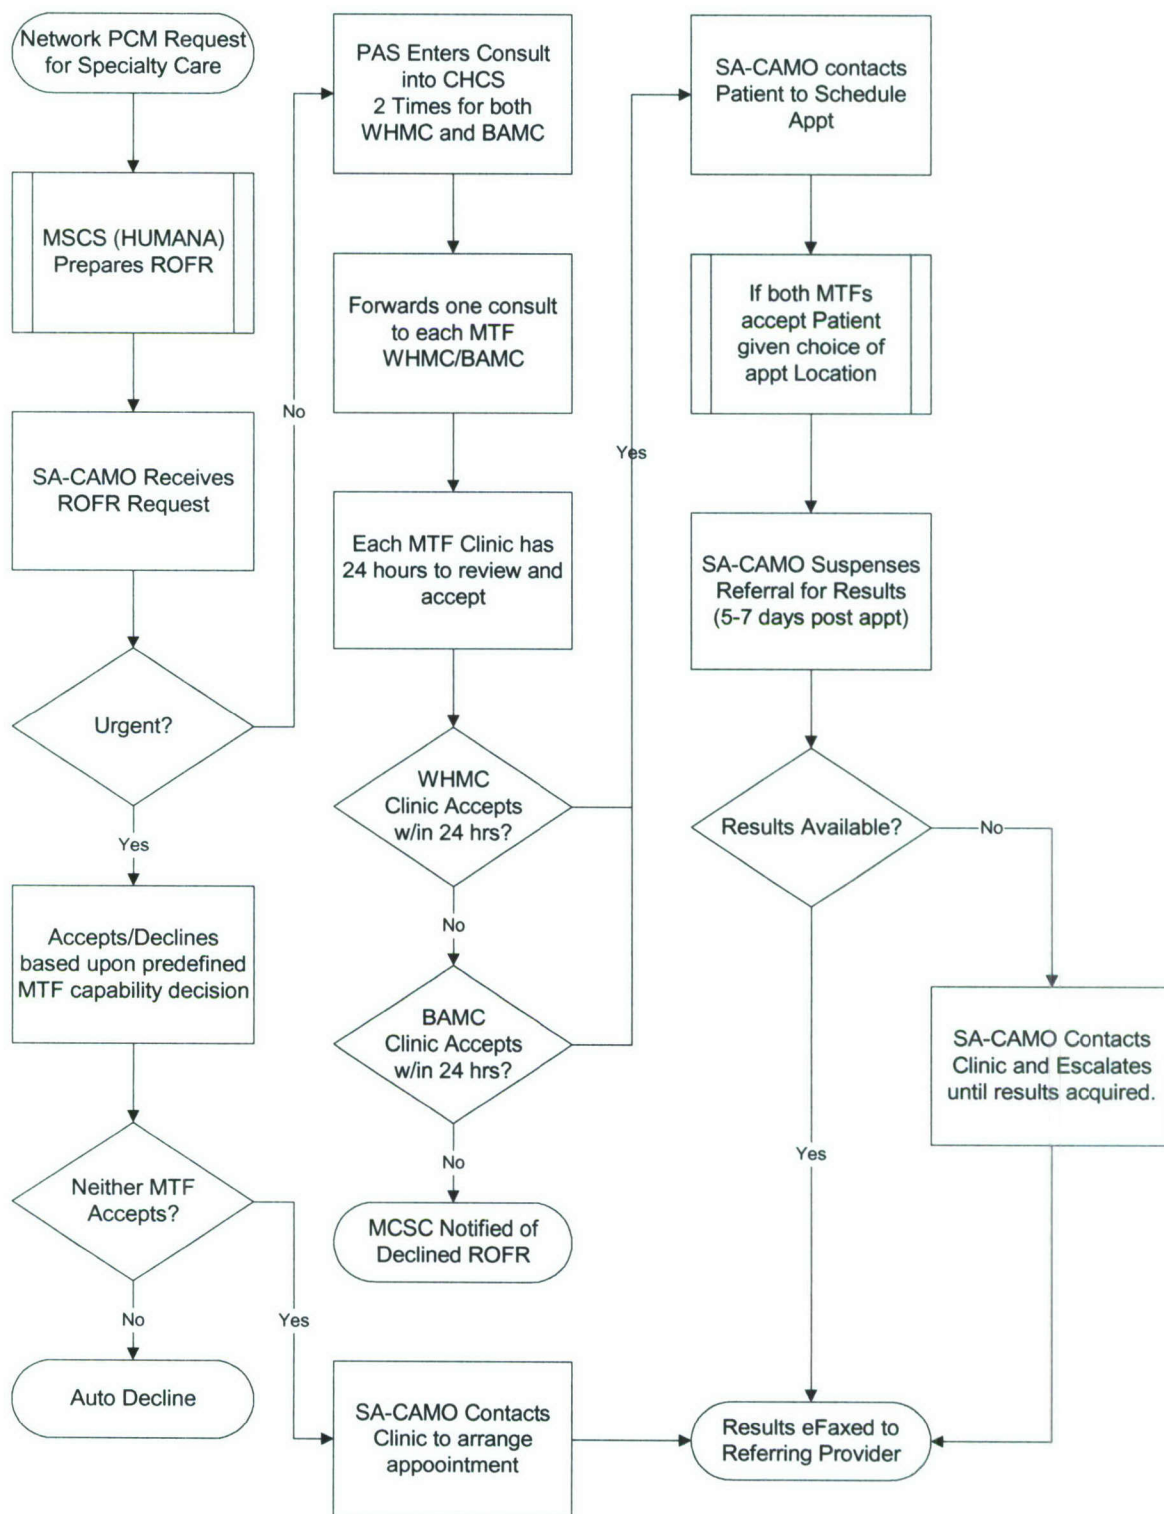 Network PCM Request
for Specialty Care
MSCS (HUMANA)
Prepares ROFR
SA-CAMO Receives
ROFR Request
Urgent?
Yes
No
Accepts/Declines
based upon predefined
MTF capability decision
Neither MTF
Accepts?
No
Yes
Auto Decline
PAS Enters Consult
into CHCS
2 Times for both
WHMC and BAMC
Forwards one consult
to each MTF
WHMC/BAMC
Each MTF Clinic has
24 hours to review and
accept
WHMC
Clinic Accepts
w/in 24 hrs?
No
Yes
BAMC
Clinic Accepts
w/in 24 hrs?
No
MCSC Notified of
Declined ROFR
SA-CAMO Contacts
Clinic to arrange
appoointment
SA-CAMO contacts
Patient to Schedule
Appt
If both MTFs
accept Patient
given choice of
appt Location
SA-CAMO Suspenses
Referral for Results
(5-7 days post appt)
Results Available?
No
Yes
SA-CAMO Contacts
Clinic and Escalates
until results acquired.
Results eFaxed to
Referring Provider